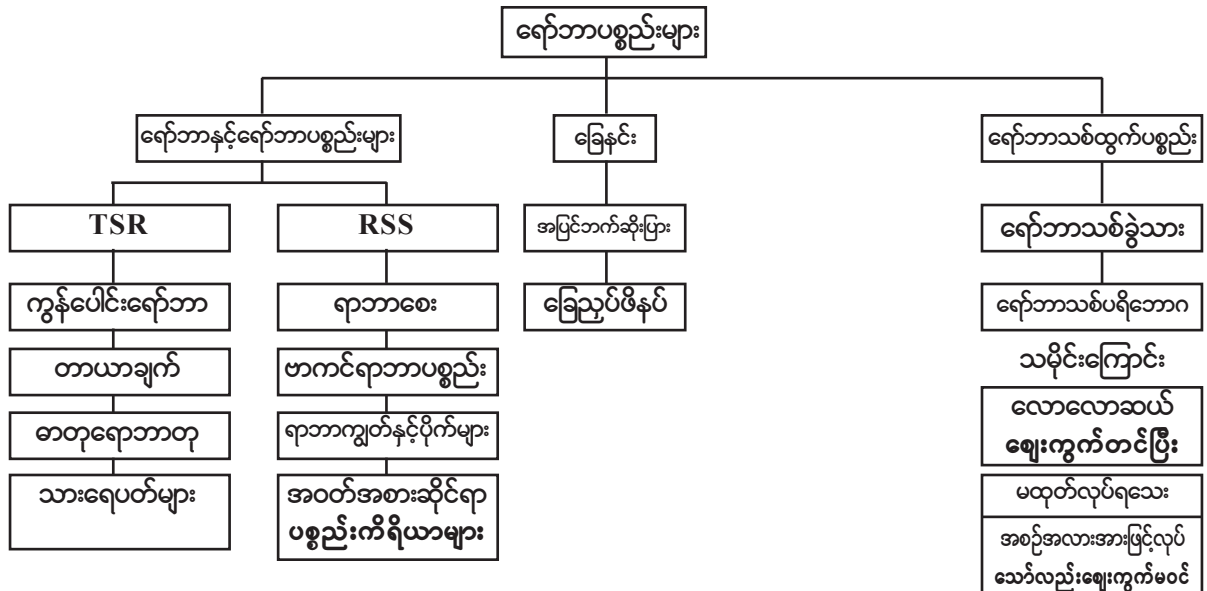 ရော်ဘာပစ္စည်းများ
ရော်ဘာနှင့်ရော်ဘာပစ္စည်းများ
ခြေနင်း
ရော်ဘာသစ်ထွက်ပစ္စည်း
TSR
RSS
အပြင်ဘက်ဆိုးပြား
ရော်ဘာသစ်ခွဲသား
ကွန်ပေါင်းရော်ဘာ
ရာဘာစေး
ခြေညှပ်ဖိနပ်
ရော်ဘာသစ်ပရိဘောဂ
တာယာချက်
ဗာကင်ရာဘာပစ္စည်း
သမိုင်းကြောင်း
ဓာတုရောဘာတု
ရာဘာကျွတ်နှင့်ပိုက်များ
လောလောဆယ်
ဈေးကွက်တင်ပြီး
သားရေပတ်များ
အဝတ်အစားဆိုင်ရာ
ပစ္စည်းကိရိယာများ
မထုတ်လုပ်ရသေး
အစဉ်အလားအားဖြင့်လုပ်
သော်လည်းဈေးကွက်မဝင်